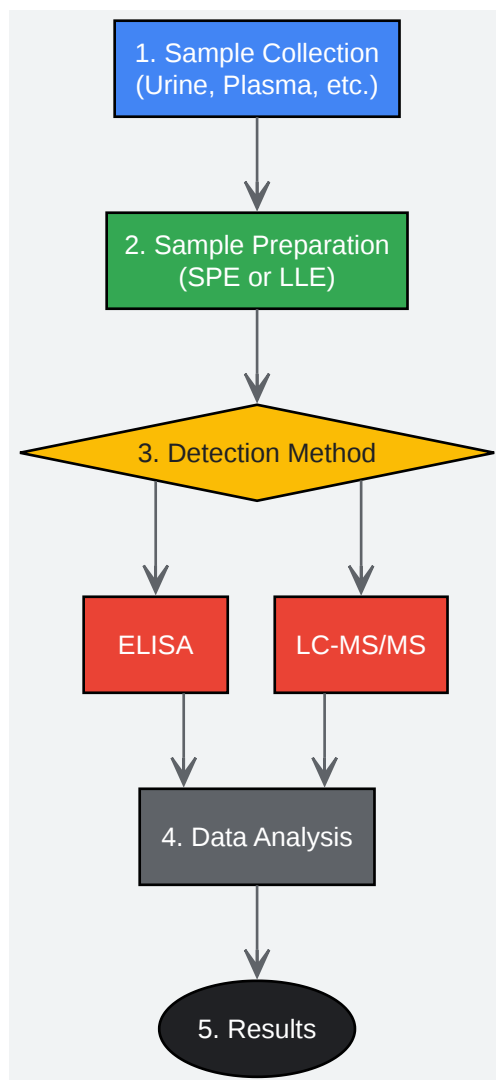 1. Sample Collection
(Urine, Plasma, etc.)
2. Sample Preparation
(SPE or LLE)
3. Detection Method
ELISA
LC-MS/MS
4. Data Analysis
5. Results